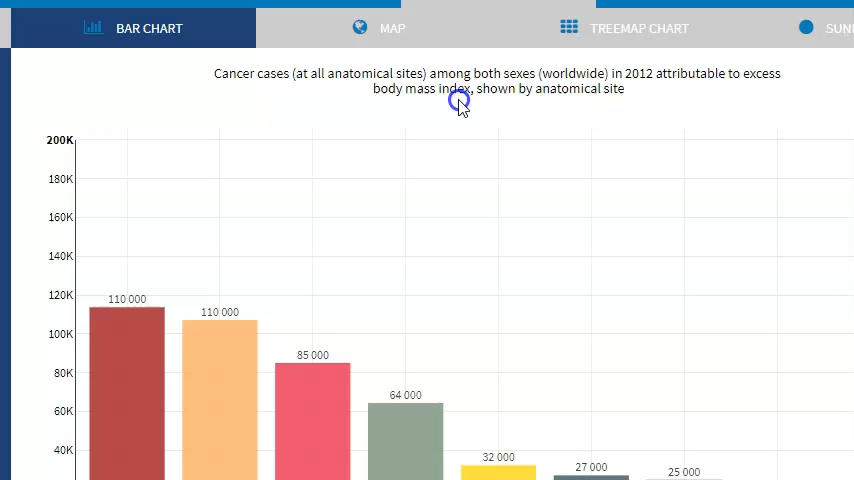 BAR CHART
MAP
TREEMAP CHART
Cancer cases (at all anatomical sites) among both sexes (worldwide) in 2012 attributable to excess
body mass index, shown by anatomical site
200K
180K
160K
140K
120K
100K
80K
60K
40K
110 000
110 000
85 000
64 000
32 000
27 000
25 000